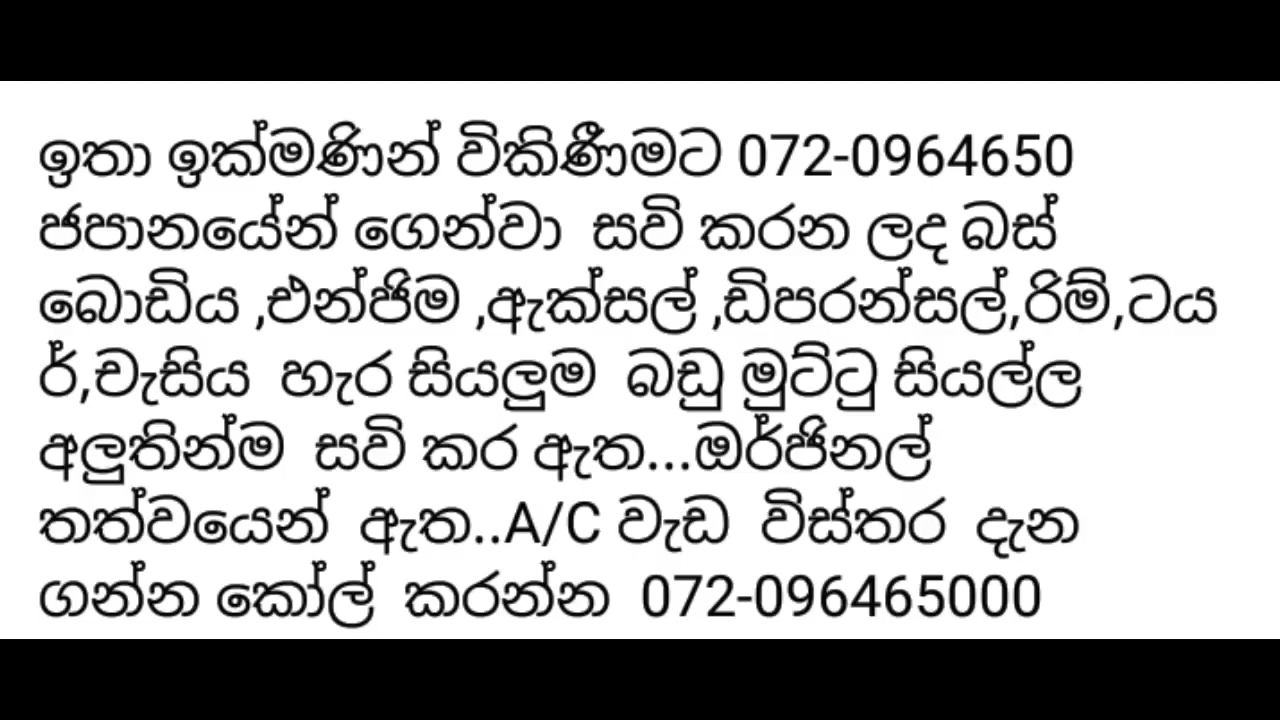 ඉතා ඉක්මණින් විකිණීමට 072-0964650
ජපානයේන් ගෙන්වා සවි කරන ලද බස්
බොඩිය ,එන්ජිම ,ඇක්සල් ,ඩිපරන්සල්,රිම්,ටය
ර්,චැසිය හැර සියලුම බඩු මුට්ටු සියල්ල
අලුතින්ම සවි කර ඇත...ඔර්ජිනල්
තත්වයෙන් ඇත..A/C වැඩ විස්තර දැන
ගන්න කෝල් කරන්න 072-096465000